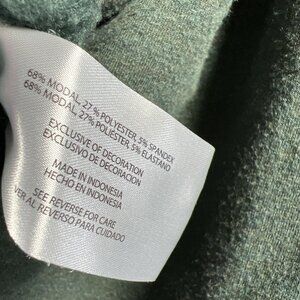 68% MODAL, 27% POLYESTER, 5% SPANDEX
68% MODAL, 27% POLIESTER, 5% ELASTANO
EXCLUSIVE OF DECORATION
EXCLUSIVO DE DECORACION
MADE IN INDONESIA
HECHO EN INDONESIA
SEE REVERSE FOR CARE
VER AL REVERSO PARA CUIDADO